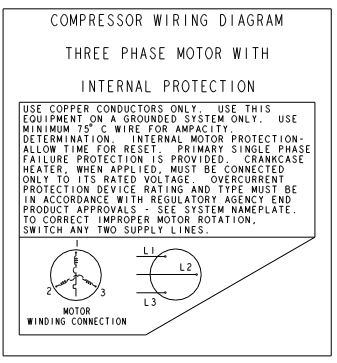 COMPRESSOR WIRING DIAGRAM
THREE PHASE MOTOR WITH
INTERNAL PROTECTION
USE COPPER CONDUCTORS ONLY. USE THIS
EQUIPMENT ON A GROUNDED SYSTEM ONLY. USE
MINIMUM 75° C WIRE FOR AMPACITY.
DETERMINATION. INTERNAL MOTOR PROTECTION-
ALLOW TIME FOR RESET. PRIMARY SINGLE PHASE
FAILURE PROTECTION IS PROVIDED. CRANKCASE
HEATER, WHEN APPLIED, MUST BE CONNECTED
ONLY TO ITS RATED VOLTAGE. OVERCURRENT
PROTECTION DEVICE RATING AND TYPE MUST BE
IN ACCORDANCE WITH REGULATORY AGENCY END
PRODUCT APPROVALS - SEE SYSTEM NAMEPLATE.
TO CORRECT IMPROPER MOTOR ROTATION,
SWITCH ANY TWO SUPPLY LINES.
1
2
3
MOTOR
WINDING CONNECTION
L1
L2
L3